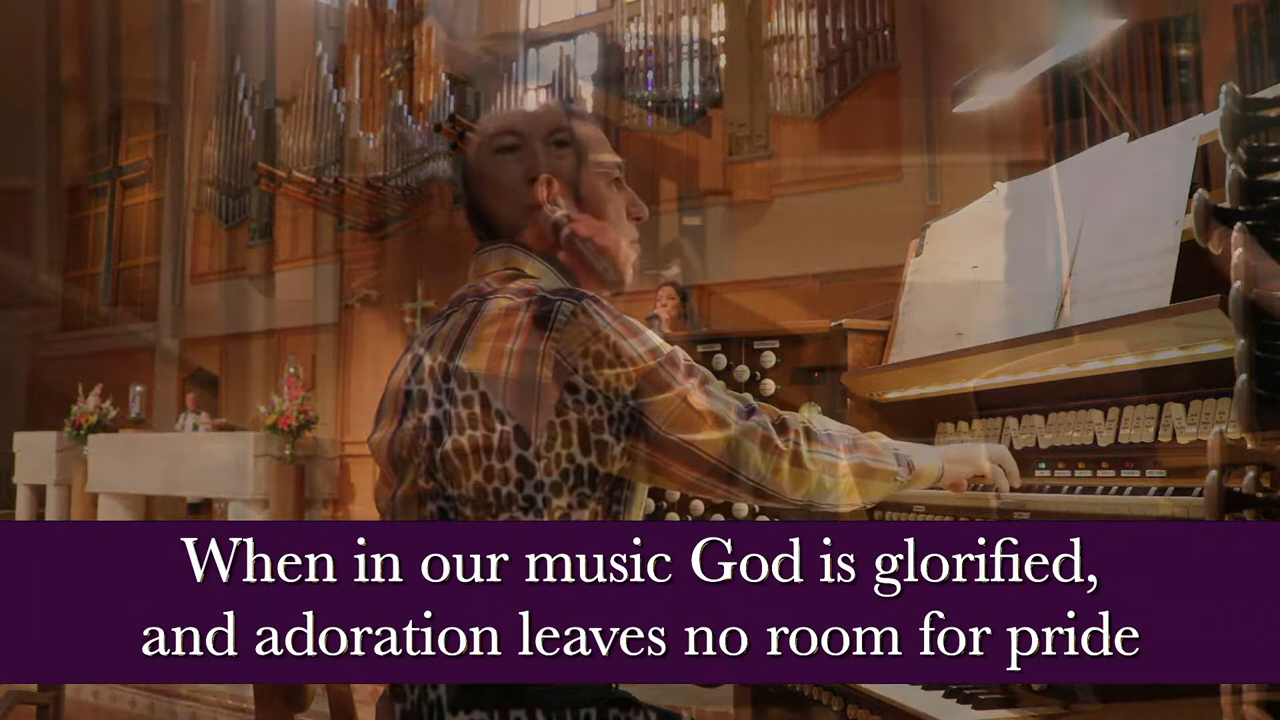 When in our music God is glorified,
and adoration leaves no room for pride